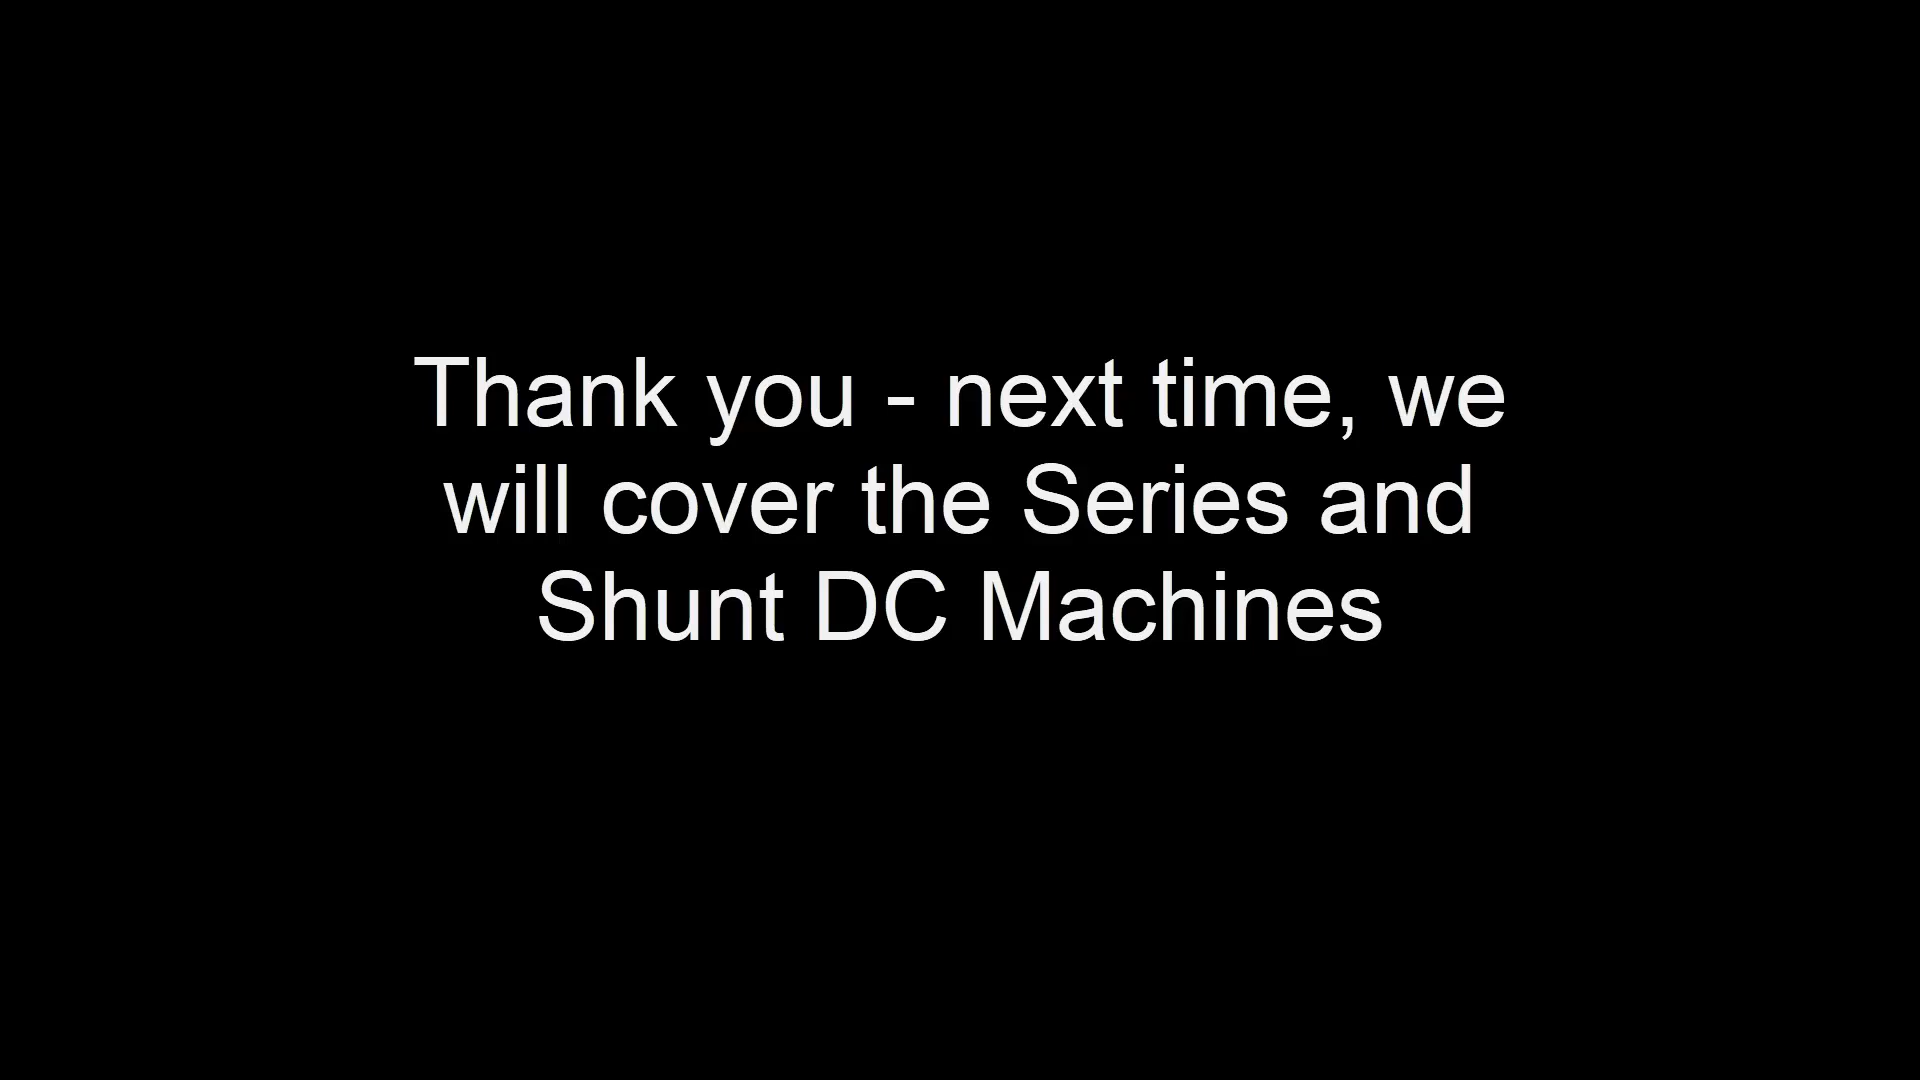 Thank you - next time, we
will cover the Series and
Shunt DC Machines